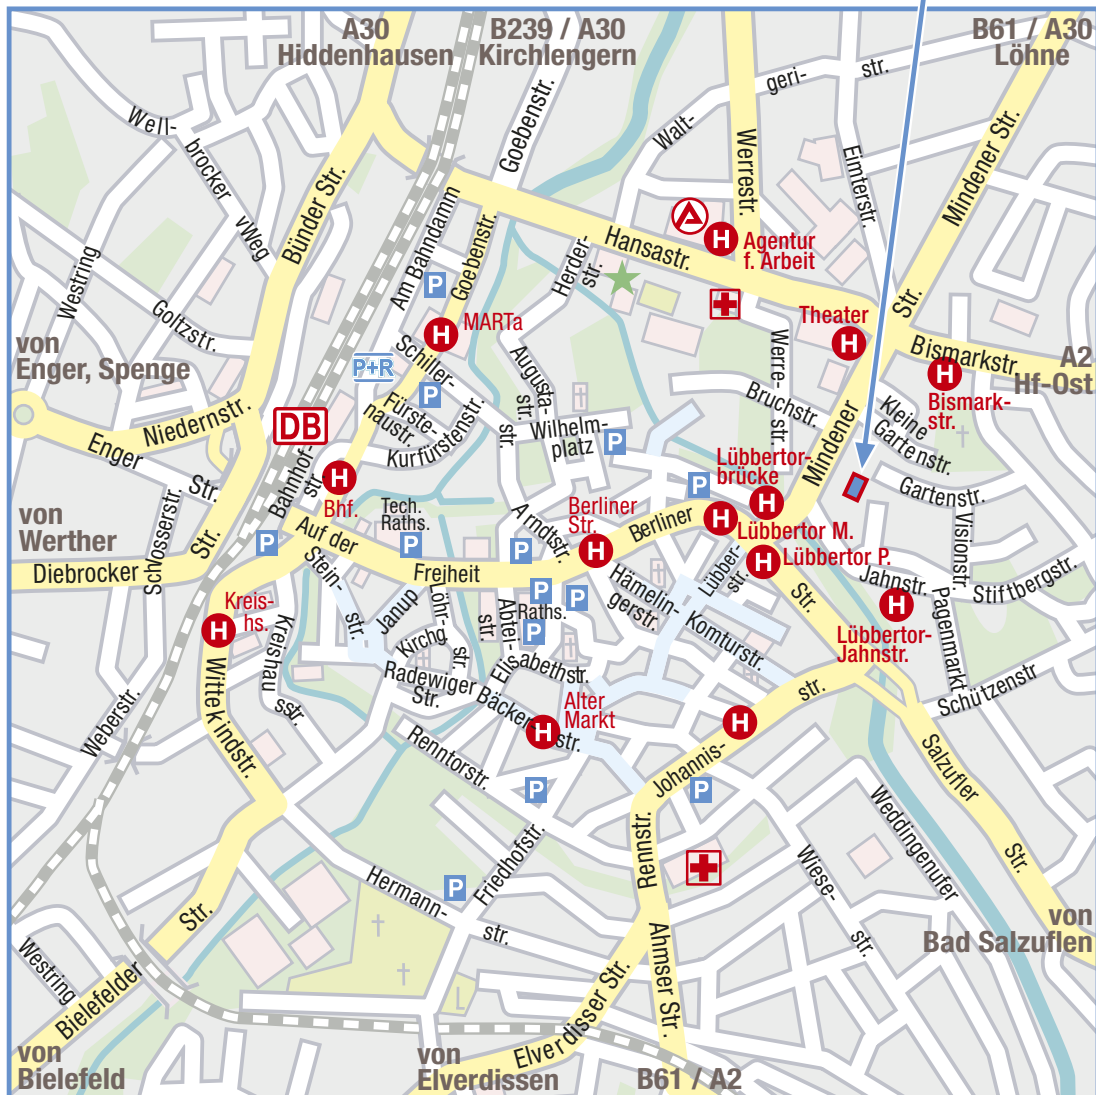 A30
Hiddenhausen
B239 / A30
Kirchlengern
B61 / A30
Löhne
geri-
str.
Walt-
Well-
brocker
vWeg
Goebenstr.
Werrestr.
Eimterstr.
Mindener Str.
Bünder Str.
Am Bahndamm
Goebenstr.
Herder-
str.
Hansastr.
H
Agentur
f. Arbeit
Westring
Goltzstr.
P
Str.
H
MARTa
Theater
H
Bismarkstr.
A2
Hf-Ost
von
Enger, Spenge
P+R
Schiller-
str.
Augusta-
str.
Werre-
str.
Bruchstr.
H
Bismark-
str.
Fürste-
naustr.
P
Kurfürstenstr.
Wilhelm-
platz
P
Mindener
Kleine
Gartenstr.
DB
Niedernstr.
Enger
Str.
Bahnhof-
str.
H
Bhf.
Lübbertor-
brücke
H
P
Gartenstr.
von
Werther
Schlosserstr.
Str.
Diebrocker
P
Tech.
Raths.
P
Auf der
Freiheit
Arndtstr.
P
Berliner
Str.
H
Berliner
H
Lübbertor M.
H
Lübbertor P.
Visionstr.
Jahnstr.
Stiftbergstr.
H
Lübbertor-
Jahnstr.
Pagenmarkt
Schützenstr
Kreis-
hs.
H
Kreishau
sstr.
Stein-
str.
Janup
Löhr-
str.
Kirchg
Abtei-
str.
P
Raths.
P
P
Hämelin-
gerstr.
Lübber-
str.
Komturstr.
Str.
Elisabethstr.
Radewiger
Str.
Bäcker
str.
H
Alter
Markt
Weberstr.
Wittekindstr.
Renntorstr.
P
Johannis-
str.
H
P
Salzufler
Str.
Weddingenufer
Wiese-
str.
Rennstr.
Friedhofstr.
P
Hermann-
str.
Str.
Bielefelder
Westring
L
Ahmser Str.
Elverdisser Str.
von
Bad Salzuflen
von
Bielefeld
von
Elverdissen
B61 / A2